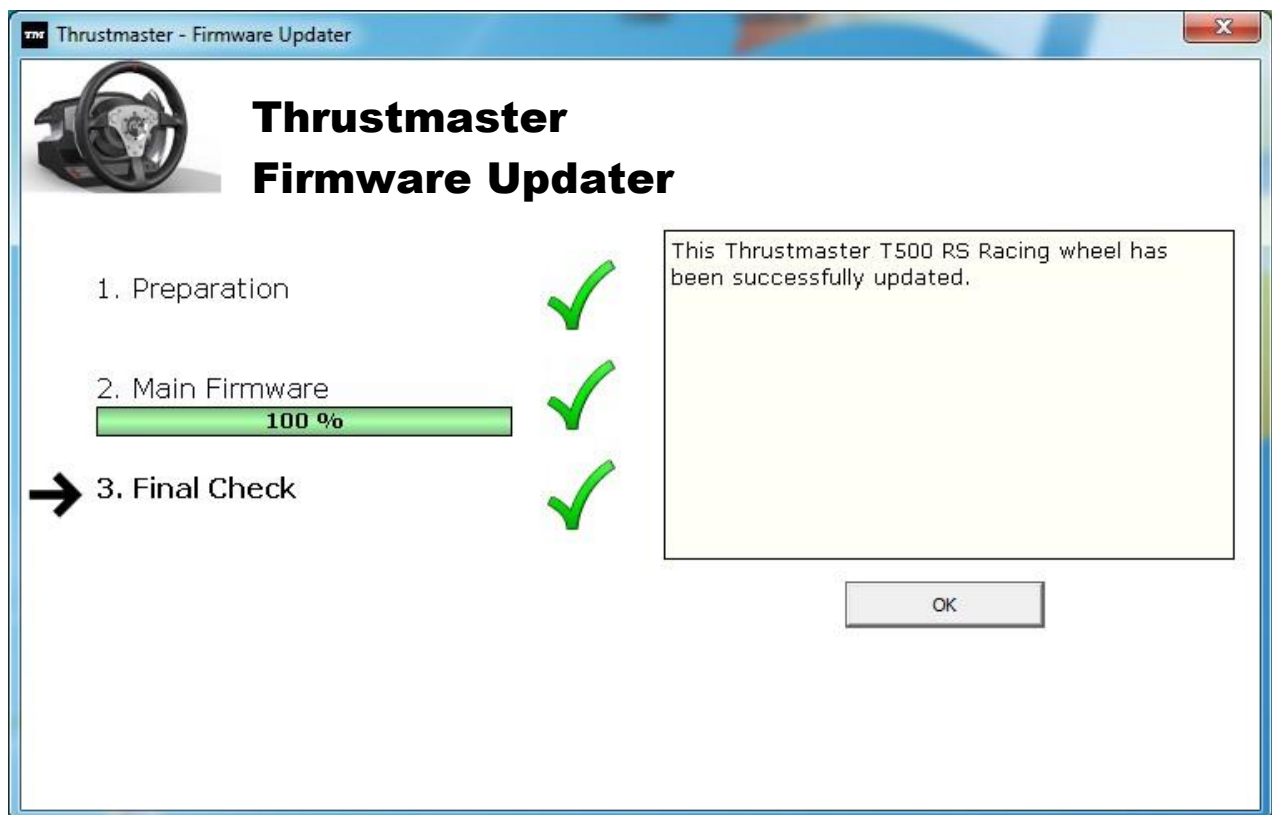 TM Thrustmaster - Firmware Updater
X
Thrustmaster
Firmware Updater
1. Preparation
2. Main Firmware
100 %
3. Final Check
This Thrustmaster T500 RS Racing wheel has
been successfully updated.
OK